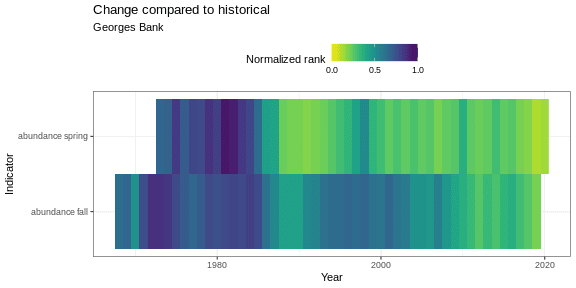 Change compared to historical
Georges Bank
Normalized rank
0.0 0.5 1.0
abundance spring
abundance fall
Indicator
1980 2000 2020
Year